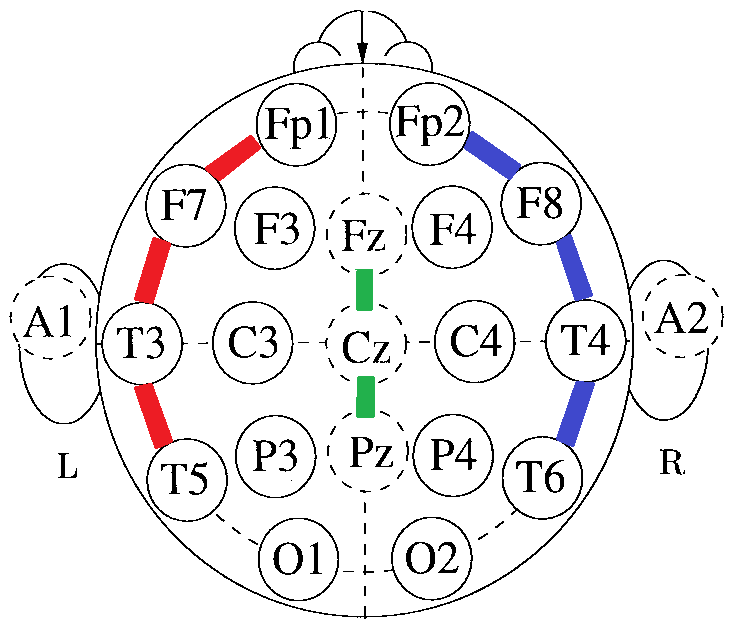 Fp1 Fp2
F7 F3 Fz F4 F8
A1 T3 C3 Cz C4 T4 A2
L T5 P3 Pz P4 T6 R
O1 O2